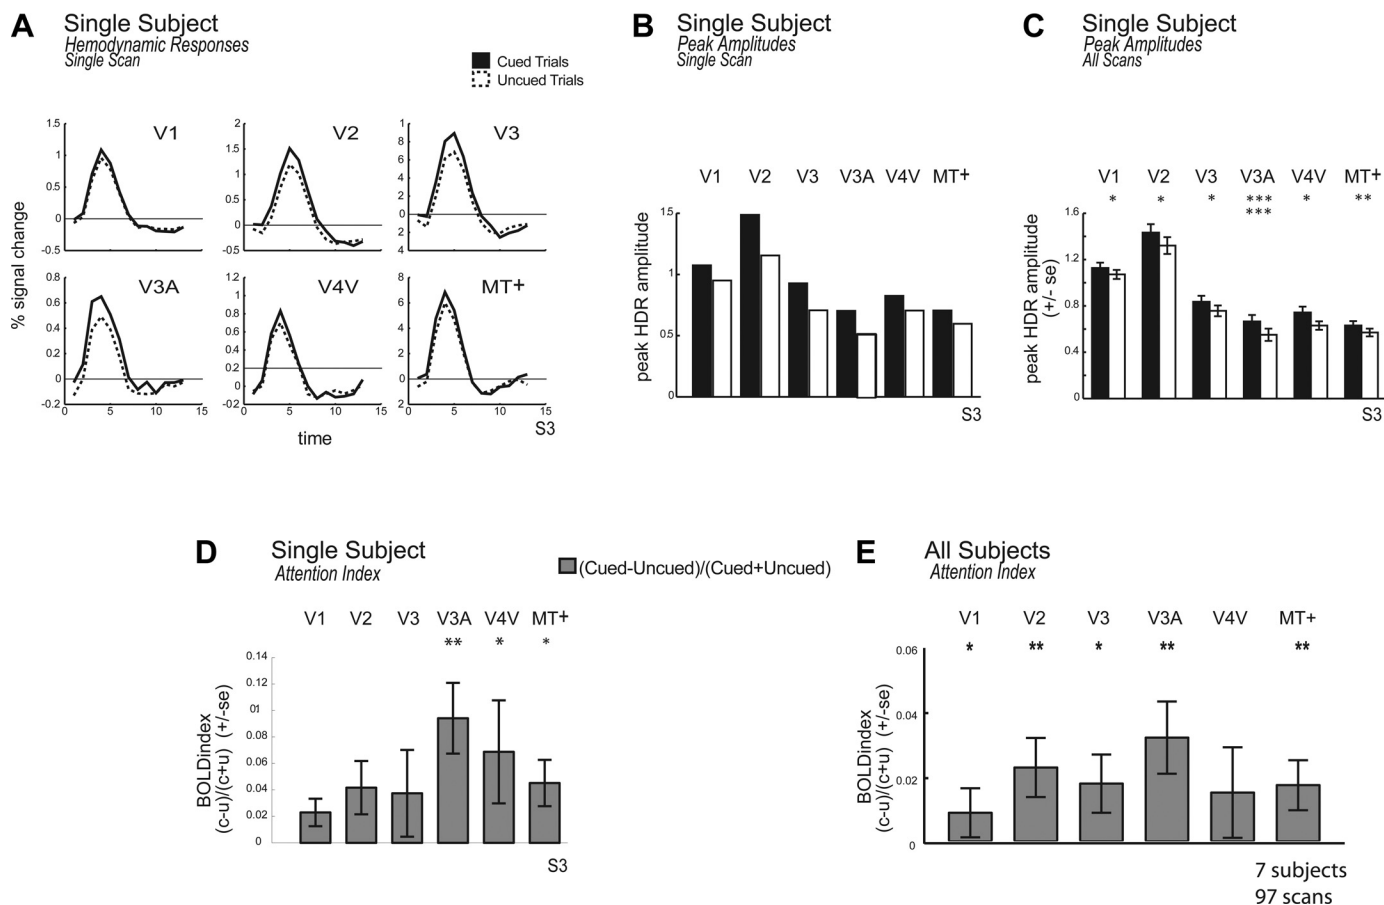 A
Single Subject
Hemodynamic Responses
Single Scan
Cued Trials
Uncued Trials
% signal change
V1
1.5
1
0.5
0
-0.5
V2
2
1.5
1
0.5
0
-0.5
V3
8
1
6
4
2
0
2
4
V3A
0.8
0.6
0.4
0.2
0
-0.2
0
5
10
15
V4V
1.2
1
0.8
0.6
0.4
0.2
0
-0.2
0
5
10
15
MT+
8
6
4
2
0
2
0
5
10
15
time
S3
B
Single Subject
Peak Amplitudes
Single Scan
V1 V2 V3 V3A V4V MT+
peak HDR amplitude
1.5
1
0.5
0
S3
C
Single Subject
Peak Amplitudes
All Scans
V1 V2 V3 V3A V4V MT+
* * * *** * **
***
peak HDR amplitude
(+/- se)
1.6
1.2
0.8
0.4
0
S3
D
Single Subject
Attention Index
(Cued-Uncued)/(Cued+Uncued)
V1 V2 V3 V3A V4V MT+
** * *
BOLDindex
(c-u)/(c+u) (+/-se)
0.14
0.12
01
0.08
0.06
0.04
0.02
0
S3
E
All Subjects
Attention Index
V1 V2 V3 V3A V4V MT+
* ** * ** **
BOLDindex
(c-u)/(c+u) (+/-se)
0.06
0.04
0.02
0
7 subjects
97 scans